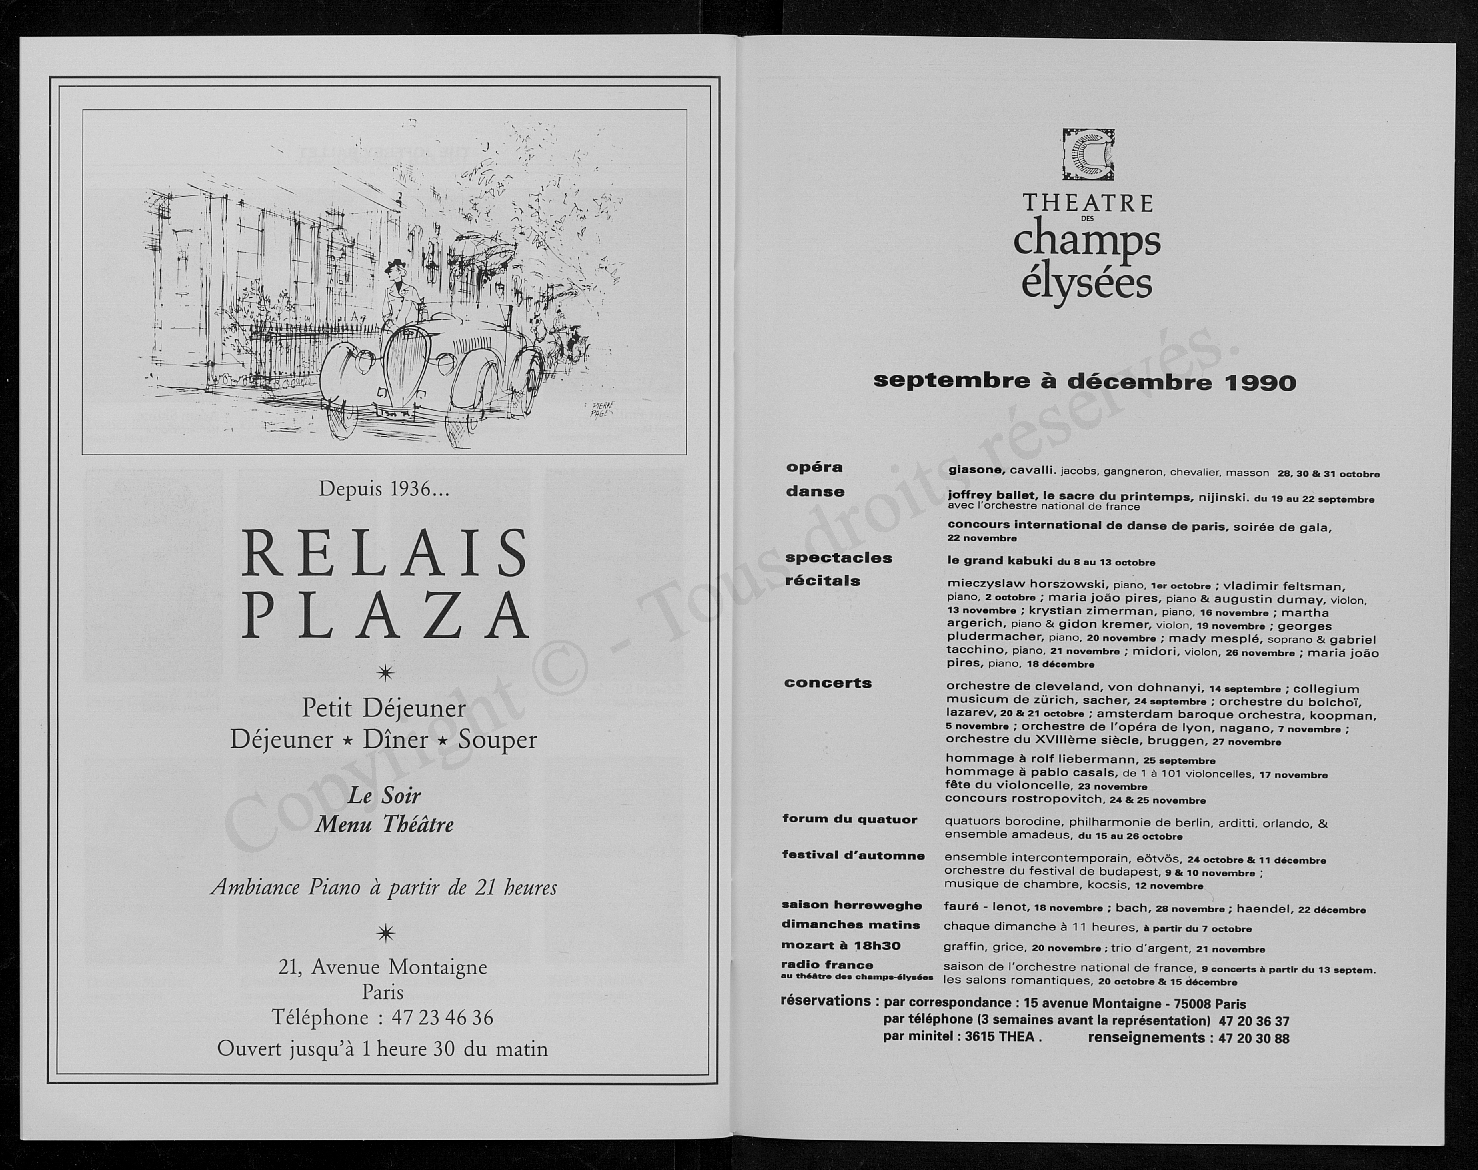 PIERRE
PAGES
Depuis 1936...
RELAIS
PLAZA
Petit Déjeuner
Déjeuner ★ Dîner ★ Souper
Le Soir
Menu Théâtre
Ambiance Piano à partir de 21 heures
21, Avenue Montaigne
Paris
Téléphone : 47 23 46 36
Ouvert jusqu'à 1 heure 30 du matin
THEATRE
DES
champs
élysées
septembre à décembre 1990
opéra giasone, cavalli. jacobs, gangneron, chevalier, masson 28, 30 & 31 octobre
danse joffrey ballet, le sacre du printemps, nijinski. du 19 au 22 septembre
avec l'orchestre national de france
concours international de danse de paris, soirée de gala,
22 novembre
spectacles le grand kabuki du 8 au 13 octobre
récitals mieczyslaw horszowski, piano, 1er octobre ; vladimir feltsman,
piano, 2 octobre ; maria joão pires, piano & augustin dumay, violon,
13 novembre ; krystian zimerman, piano, 16 novembre ; martha
argerich, piano & gidon kremer, violon, 19 novembre ; georges
pludermacher, piano, 20 novembre ; mady mesplé, soprano & gabriel
tacchino, piano, 21 novembre ; midori, violon, 26 novembre ; maria joão
pires, piano, 18 décembre
concerts orchestre de cleveland, von dohnanyi, 14 septembre ; collegium
musicum de zürich, sacher, 24 septembre ; orchestre du bolchoï,
lazarev, 20 & 21 octobre ; amsterdam baroque orchestra, koopman,
5 novembre ; orchestre de l'opéra de lyon, nagano, 7 novembre ;
orchestre du XVIIIème siècle, bruggen, 27 novembre
hommage à rolf liebermann, 25 septembre
hommage à pablo casals, de 1 à 101 violoncelles, 17 novembre
fête du violoncelle, 23 novembre
concours rostropovitch, 24 & 25 novembre
forum du quatuor quatuors borodine, philharmonie de berlin, arditti, orlando, &
ensemble amadeus, du 15 au 26 octobre
festival d'automne ensemble intercontemporain, eötvös, 24 octobre & 11 décembre
orchestre du festival de budapest, 9 & 10 novembre ;
musique de chambre, kocsis, 12 novembre
saison herreweghe fauré - lenot, 18 novembre ; bach, 28 novembre ; haendel, 22 décembre
dimanches matins chaque dimanche à 11 heures, à partir du 7 octobre
mozart à 18h30 graffin, grice, 20 novembre ; trio d'argent, 21 novembre
radio france saison de l'orchestre national de france, 9 concerts à partir du 13 septem.
au théâtre des champs-élysées les salons romantiques, 20 octobre & 15 décembre
réservations : par correspondance : 15 avenue Montaigne - 75008 Paris
par téléphone (3 semaines avant la représentation) 47 20 36 37
par minitel : 3615 THEA . renseignements : 47 20 30 88
Copyright © - Tous droits réservés.